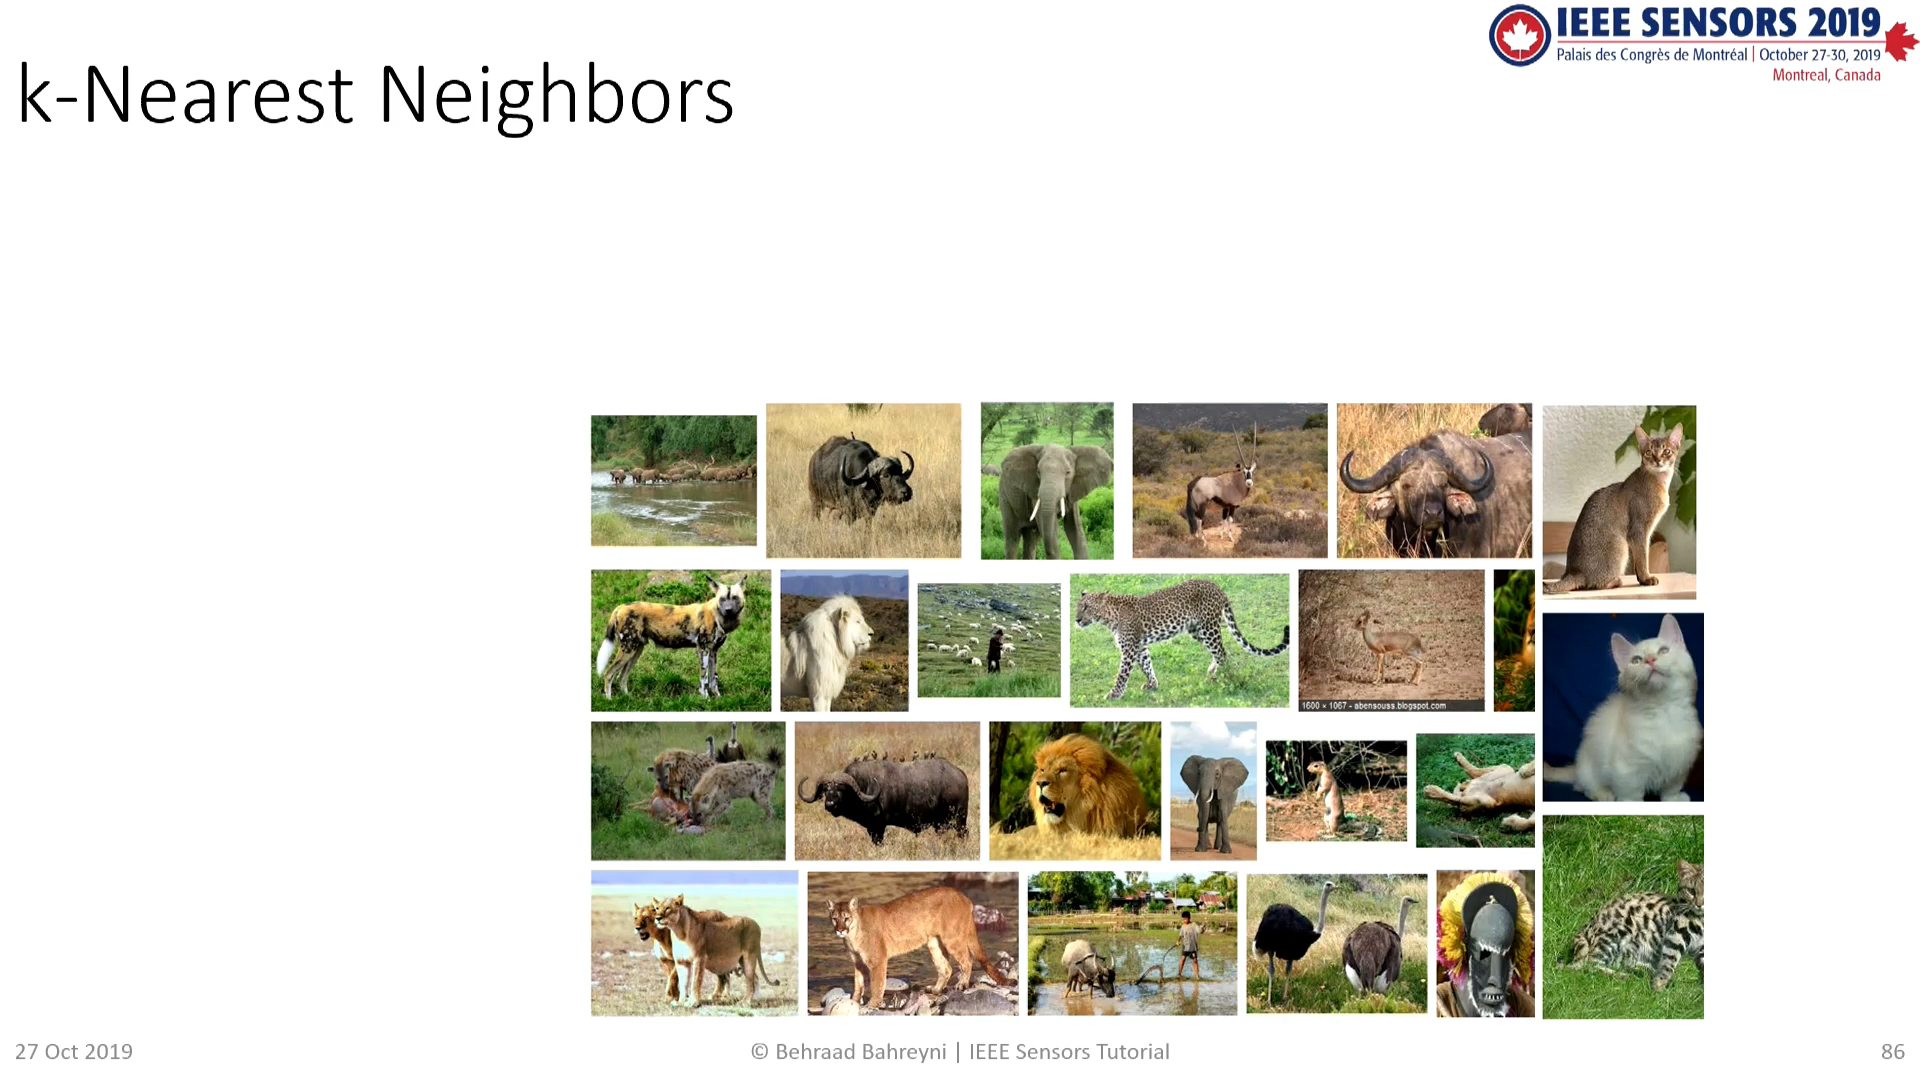 IEEE SENSORS 2019
Palais des Congrès de Montréal | October 27-30, 2019
Montreal, Canada
k-Nearest Neighbors
1600 × 1067 - abensouss.blogspot.com
27 Oct 2019
© Behraad Bahreyni | IEEE Sensors Tutorial
86